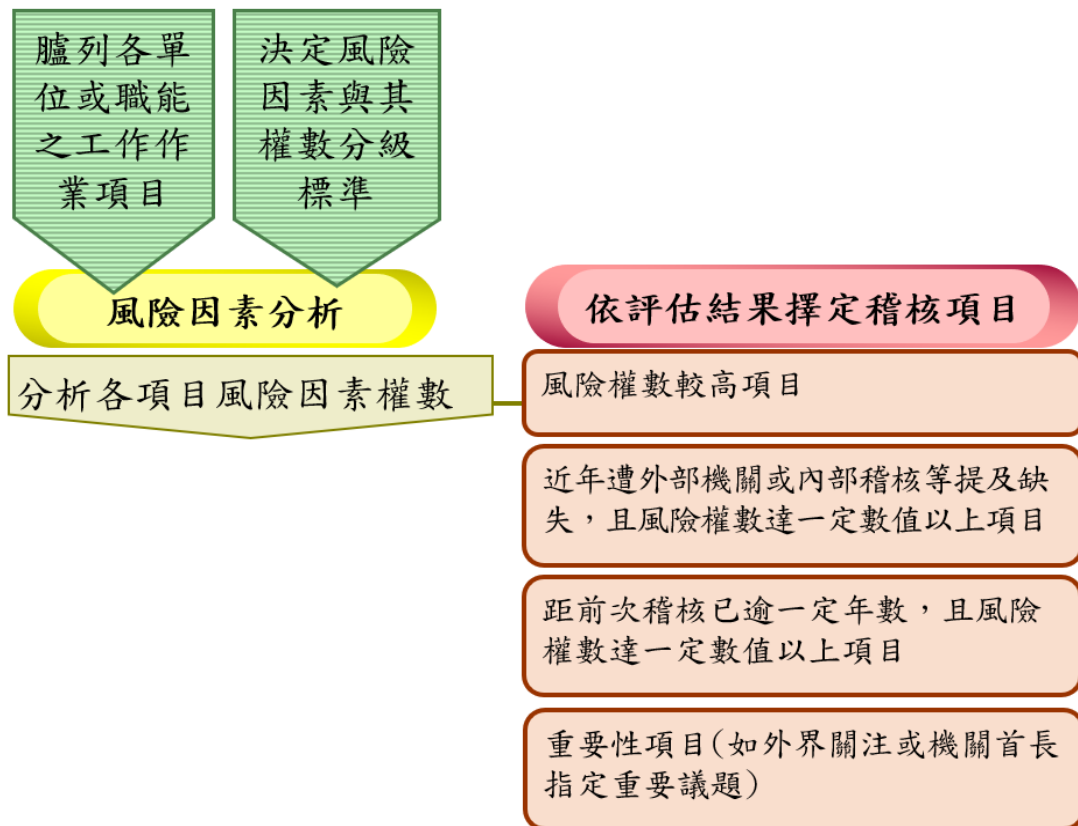 臚列各單
位或職能
之工作作
業項目
決定風險
因素與其
權數分級
標準
風險因素分析
分析各項目風險因素權數
依評估結果擇定稽核項目
風險權數較高項目
近年遭外部機關或內部稽核等提及缺
失，且風險權數達一定數值以上項目
距前次稽核已逾一定年數，且風險
權數達一定數值以上項目
重要性項目(如外界關注或機關首長
指定重要議題)